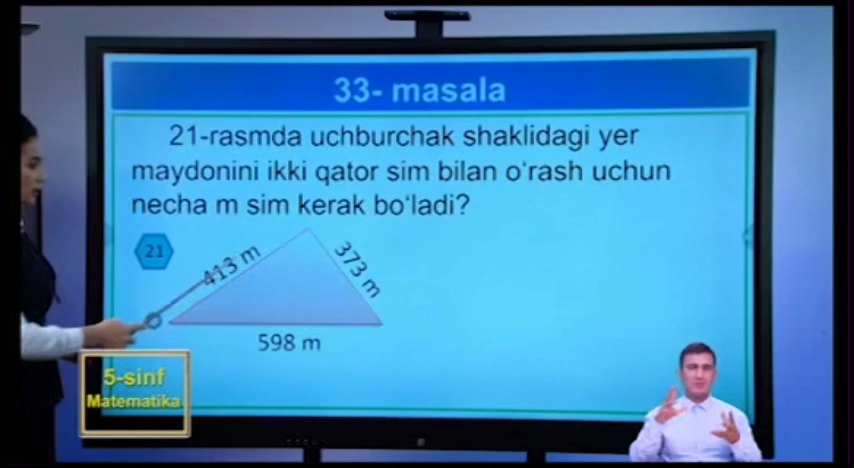 33- masala
21-rasmda uchburchak shaklidagi yer
maydonini ikki qator sim bilan o‘rash uchun
necha m sim kerak bo‘ladi?
21
413 m
373 m
598 m
5-sinf
Matematika